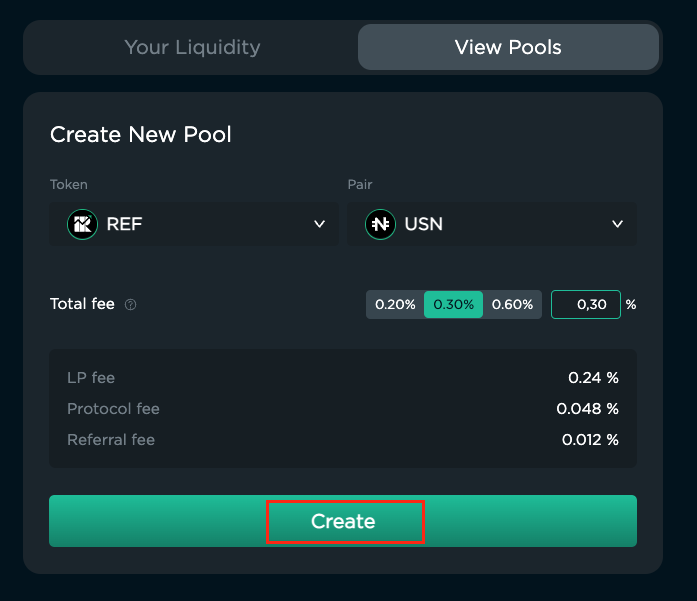 Your Liquidity View Pools
Create New Pool
Token Pair
REF USN
Total fee ? 0.20% 0.30% 0.60% 0,30 %
LP fee 0.24 %
Protocol fee 0.048 %
Referral fee 0.012 %
Create